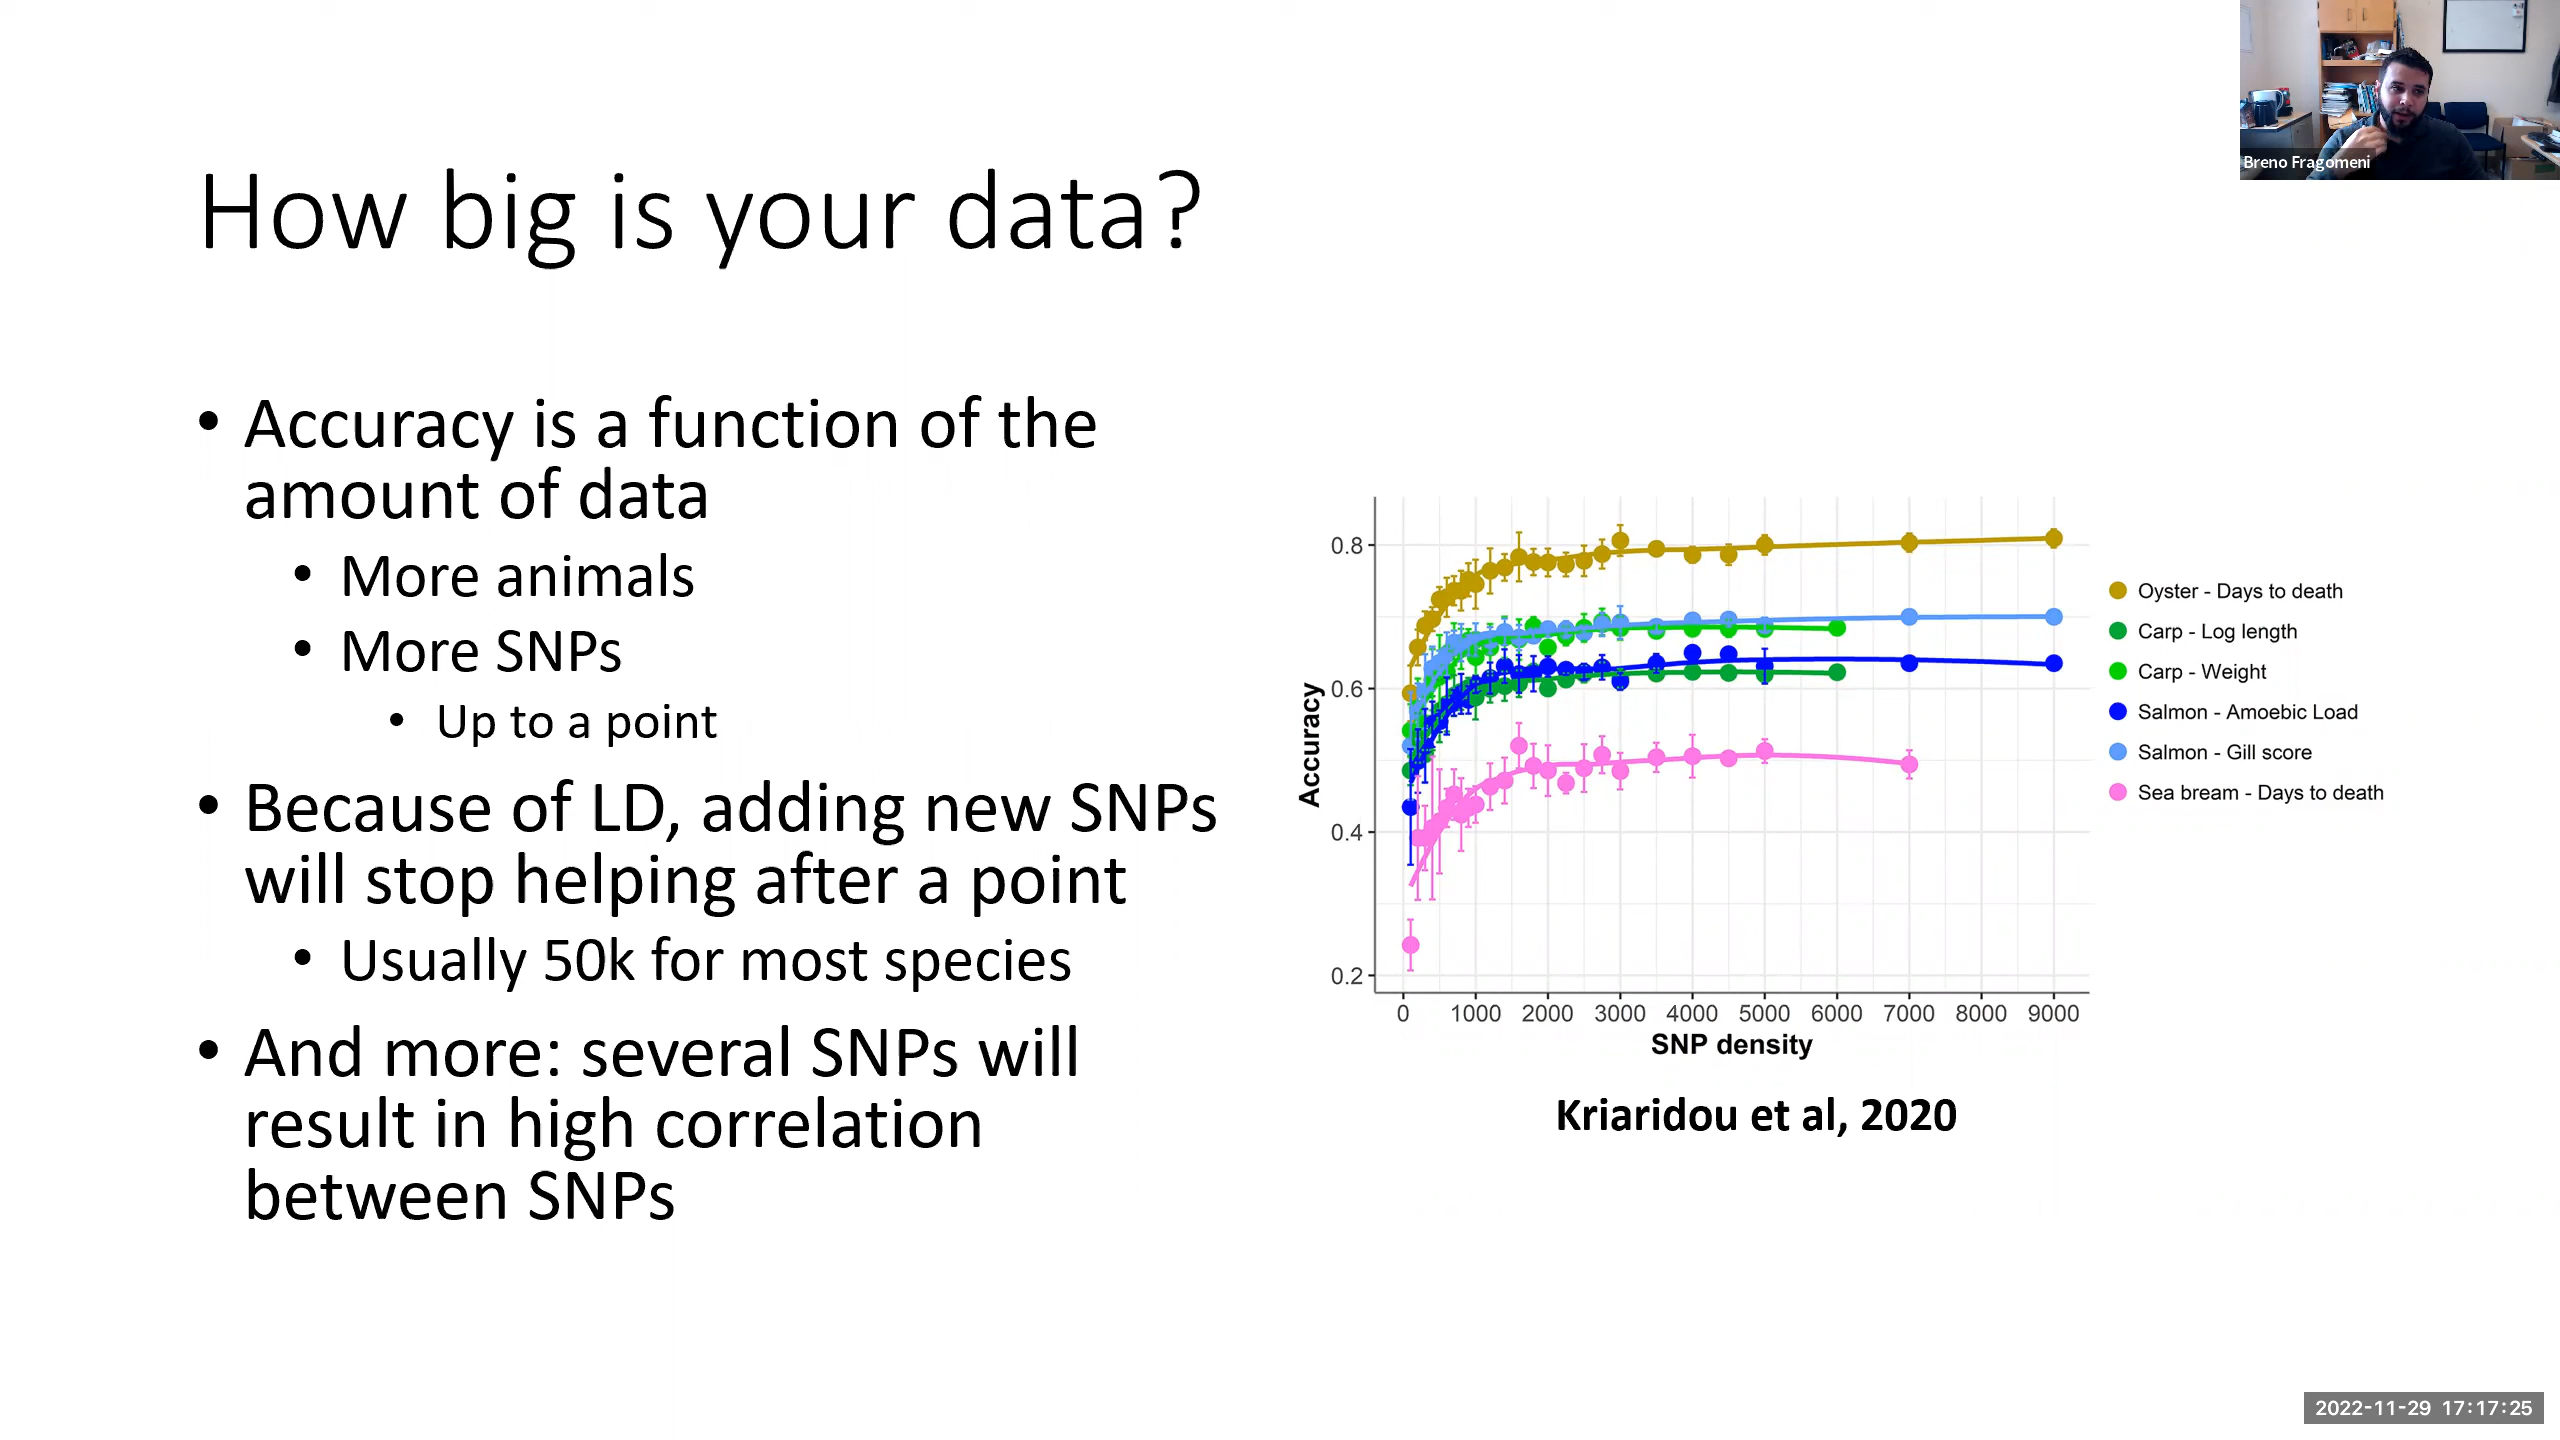 Breno Fragomeni
How big is your data?
• Accuracy is a function of the
amount of data
• More animals
• More SNPs
• Up to a point
• Because of LD, adding new SNPs
will stop helping after a point
• Usually 50k for most species
• And more: several SNPs will
result in high correlation
between SNPs
0.8
0.6
0.4
0.2
Accuracy
0 1000 2000 3000 4000 5000 6000 7000 8000 9000
SNP density
Oyster - Days to death
Carp - Log length
Carp - Weight
Salmon - Amoebic Load
Salmon - Gill score
Sea bream - Days to death
Kriaridou et al, 2020
2022-11-29 17:17:25